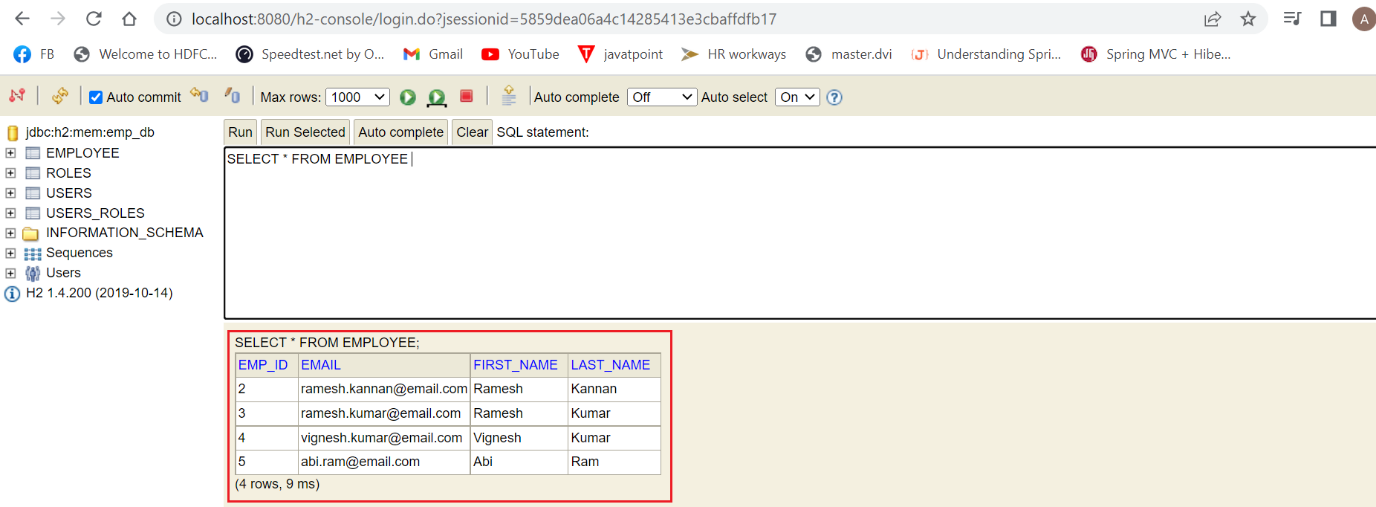 localhost:8080/h2-console/login.do?jsessionid=5859dea06a4c14285413e3cbaffdfb17
A
FB Welcome to HDFC... Speedtest.net by O... Gmail YouTube javatpoint HR workways master.dvi Understanding Spri... Spring MVC + Hibe...
Auto commit Max rows: 1000 Auto complete Off Auto select On
jdbc:h2:mem:emp_db
EMPLOYEE
ROLES
USERS
USERS_ROLES
INFORMATION_SCHEMA
Sequences
Users
H2 1.4.200 (2019-10-14)
Run Run Selected Auto complete Clear SQL statement:
SELECT * FROM EMPLOYEE
SELECT * FROM EMPLOYEE;
EMP_ID EMAIL FIRST_NAME LAST_NAME
2 ramesh.kannan@email.com Ramesh Kannan
3 ramesh.kumar@email.com Ramesh Kumar
4 vignesh.kumar@email.com Vignesh Kumar
5 abi.ram@email.com Abi Ram
(4 rows, 9 ms)